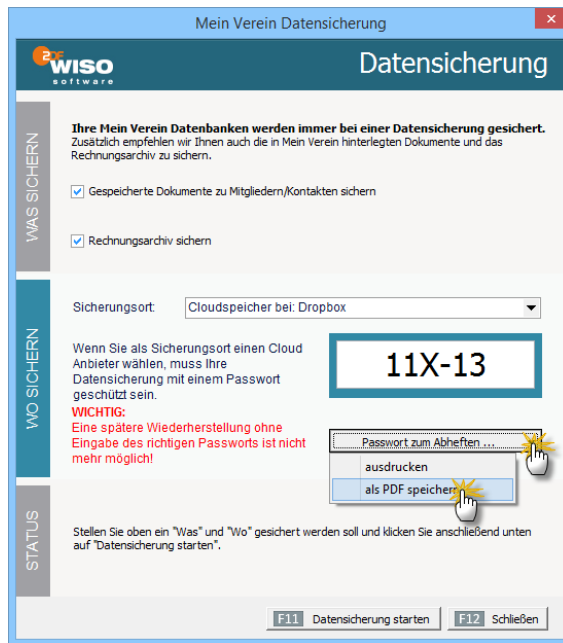 Mein Verein Datensicherung
x
2DF
WISO
software
Datensicherung
WAS SICHERN
Ihre Mein Verein Datenbanken werden immer bei einer Datensicherung gesichert.
Zusätzlich empfehlen wir Ihnen auch die in Mein Verein hinterlegten Dokumente und das
Rechnungsarchiv zu sichern.
Gespeicherte Dokumente zu Mitgliedern/Kontakten sichern
Rechnungsarchiv sichern
WO SICHERN
Sicherungsort: Cloudspeicher bei: Dropbox
Wenn Sie als Sicherungsort einen Cloud
Anbieter wählen, muss Ihre
Datensicherung mit einem Passwort
geschützt sein.
WICHTIG:
Eine spätere Wiederherstellung ohne
Eingabe des richtigen Passworts ist nicht
mehr möglich!
11X-13
Passwort zum Abheften ...
ausdrucken
als PDF speichern
STATUS
Stellen Sie oben ein "Was" und "Wo" gesichert werden soll und klicken Sie anschließend unten
auf "Datensicherung starten".
F11 Datensicherung starten F12 Schließen